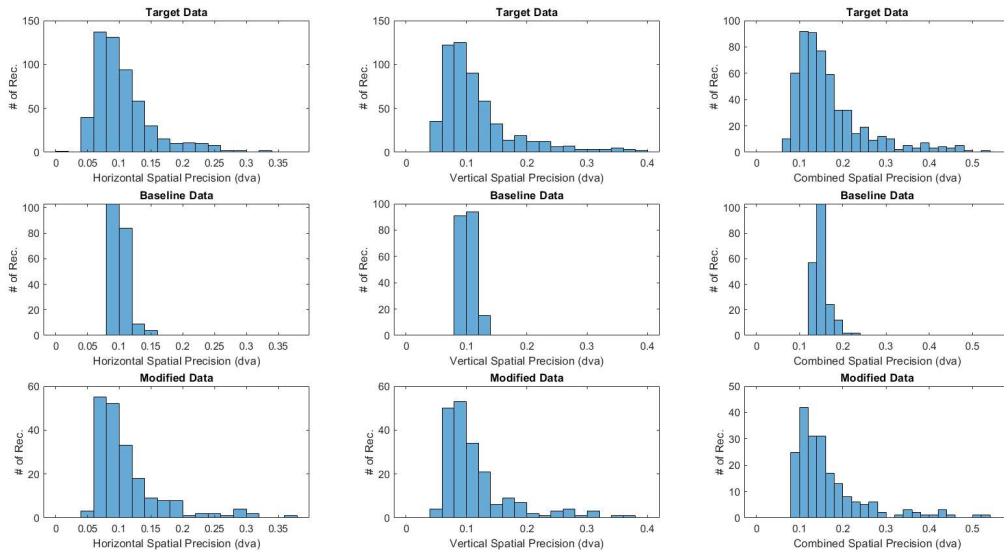 Target Data
# of Rec.
150
100
50
0
0 0.05 0.1 0.15 0.2 0.25 0.3 0.35
Horizontal Spatial Precision (dva)
Target Data
# of Rec.
150
100
50
0
0 0.1 0.2 0.3 0.4
Vertical Spatial Precision (dva)
Target Data
# of Rec.
100
80
60
40
20
0
0 0.1 0.2 0.3 0.4 0.5
Combined Spatial Precision (dva)
Baseline Data
# of Rec.
100
80
60
40
20
0
0 0.05 0.1 0.15 0.2 0.25 0.3 0.35
Horizontal Spatial Precision (dva)
Baseline Data
# of Rec.
100
80
60
40
20
0
0 0.1 0.2 0.3 0.4
Vertical Spatial Precision (dva)
Baseline Data
# of Rec.
100
80
60
40
20
0
0 0.1 0.2 0.3 0.4 0.5
Combined Spatial Precision (dva)
Modified Data
# of Rec.
60
40
20
0
0 0.05 0.1 0.15 0.2 0.25 0.3 0.35
Horizontal Spatial Precision (dva)
Modified Data
# of Rec.
60
40
20
0
0 0.1 0.2 0.3 0.4
Vertical Spatial Precision (dva)
Modified Data
# of Rec.
50
40
30
20
10
0
0 0.1 0.2 0.3 0.4 0.5
Combined Spatial Precision (dva)